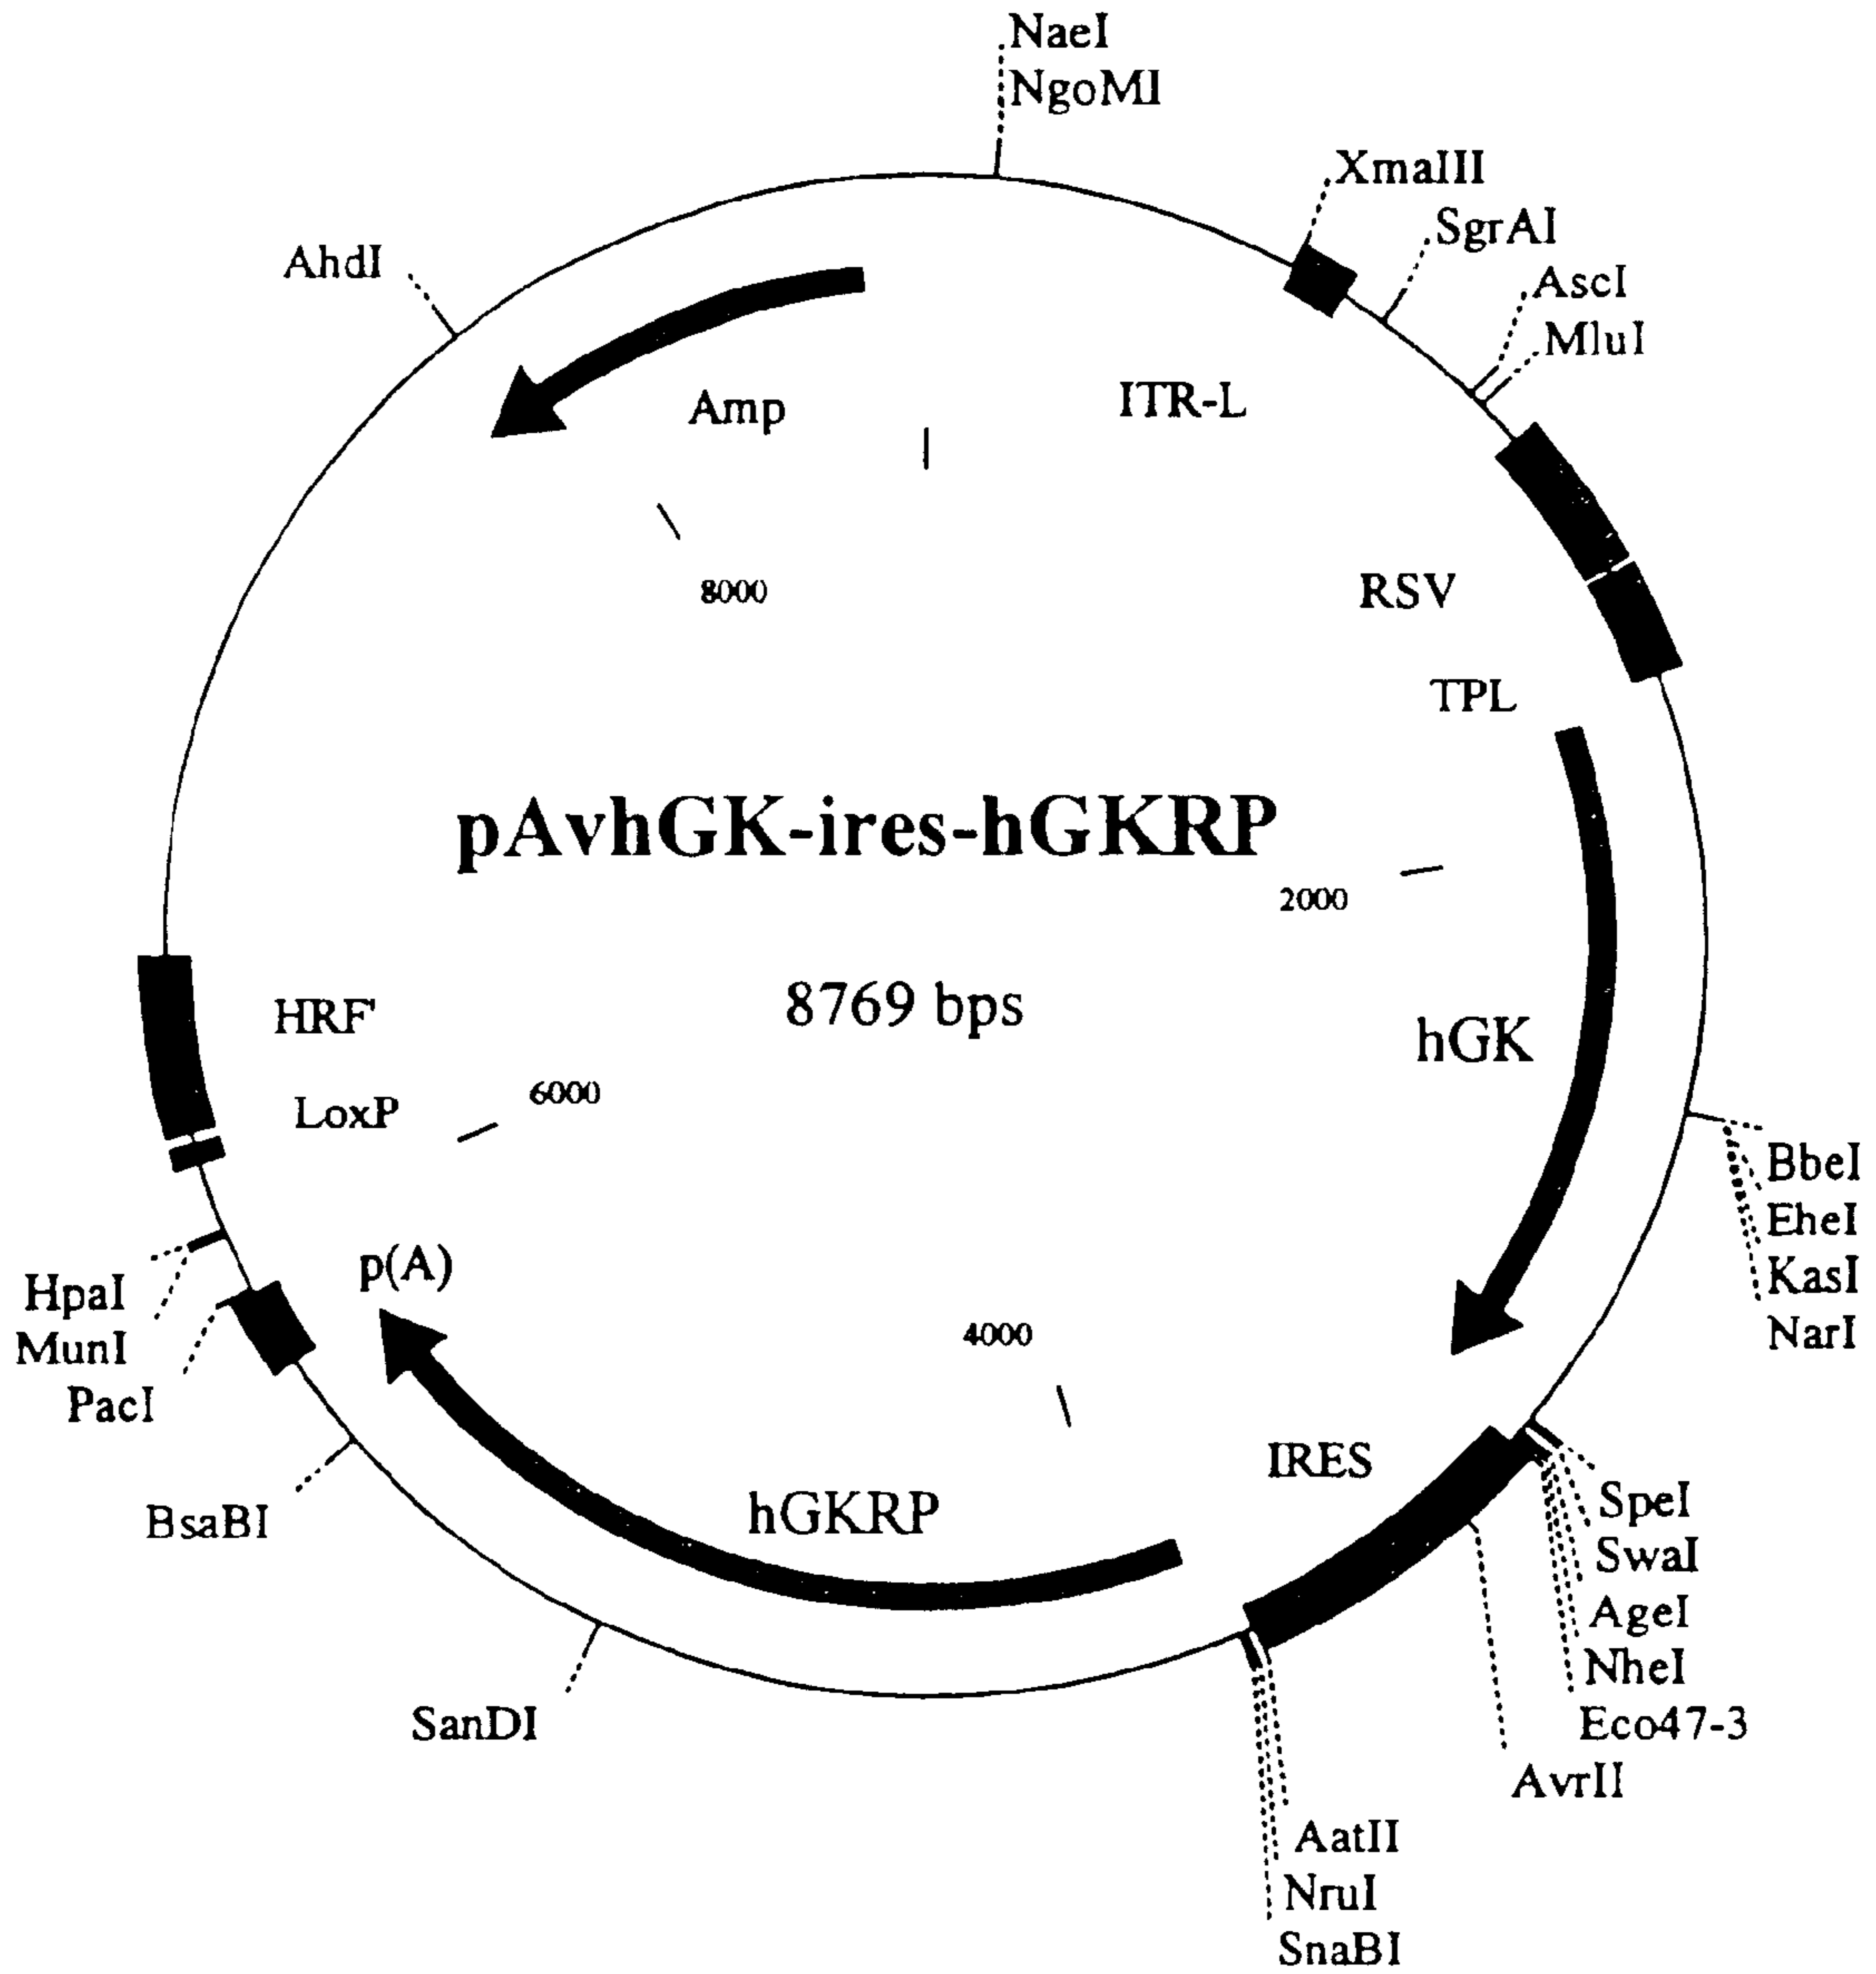 NaeI
NgoMI
XmaIII
SgrAI
AhdI
AscI
MluI
ITR-L
Amp
RSV
8000
TPL
pAvhGK-ires-hGKRP
2000
8769 bps
HRF'
hGK
6000
LoxP
BbeI
EheI
p(A)
KasI
HpaI
4000
NarI
MunI
PacI
IRES
SpeI
hGKRP
BsaBI
SwaI
AgeI
NheI
SanDI
Eco47-3
AvrII
AatII
NruI
SnaBI